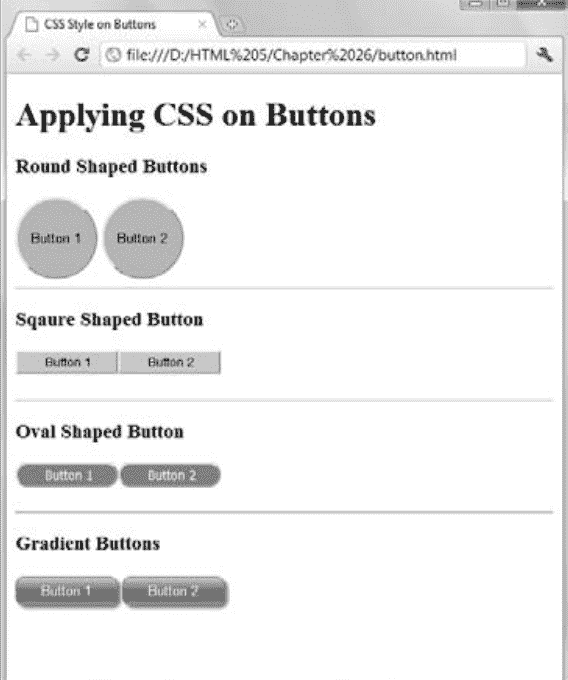 CSS Style on Buttons
file:///D:/HTML%205/Chapter%2026/button.html
Applying CSS on Buttons
Round Shaped Buttons
Button 1 Button 2
Sqaure Shaped Button
Button 1 Button 2
Oval Shaped Button
Button 1 Button 2
Gradient Buttons
Button 1 Button 2